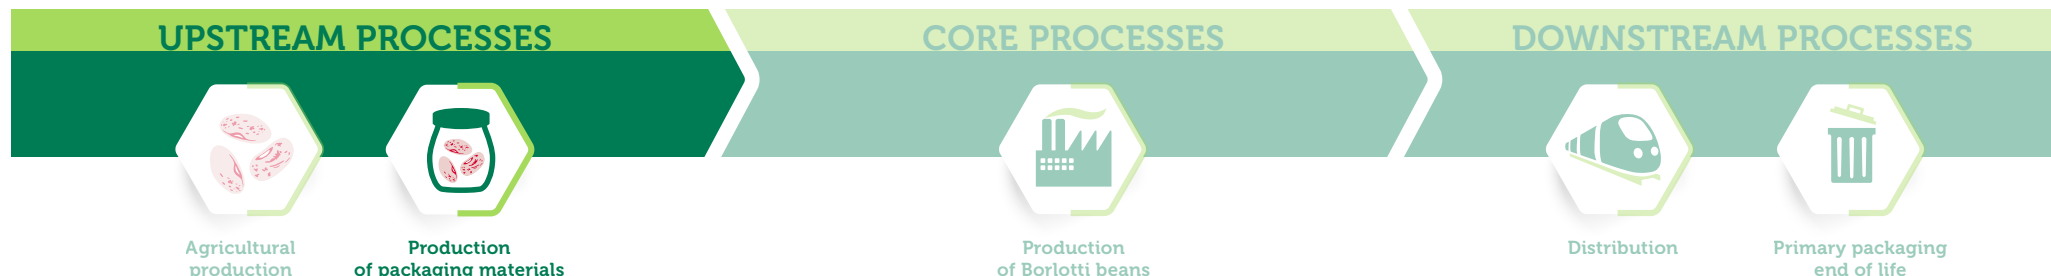 UPSTREAM PROCESSES
CORE PROCESSES
DOWNSTREAM PROCESSES
Agricultural
production
Production
of packaging materials
Production
of Borlotti beans
Distribution
Primary packaging
end of life